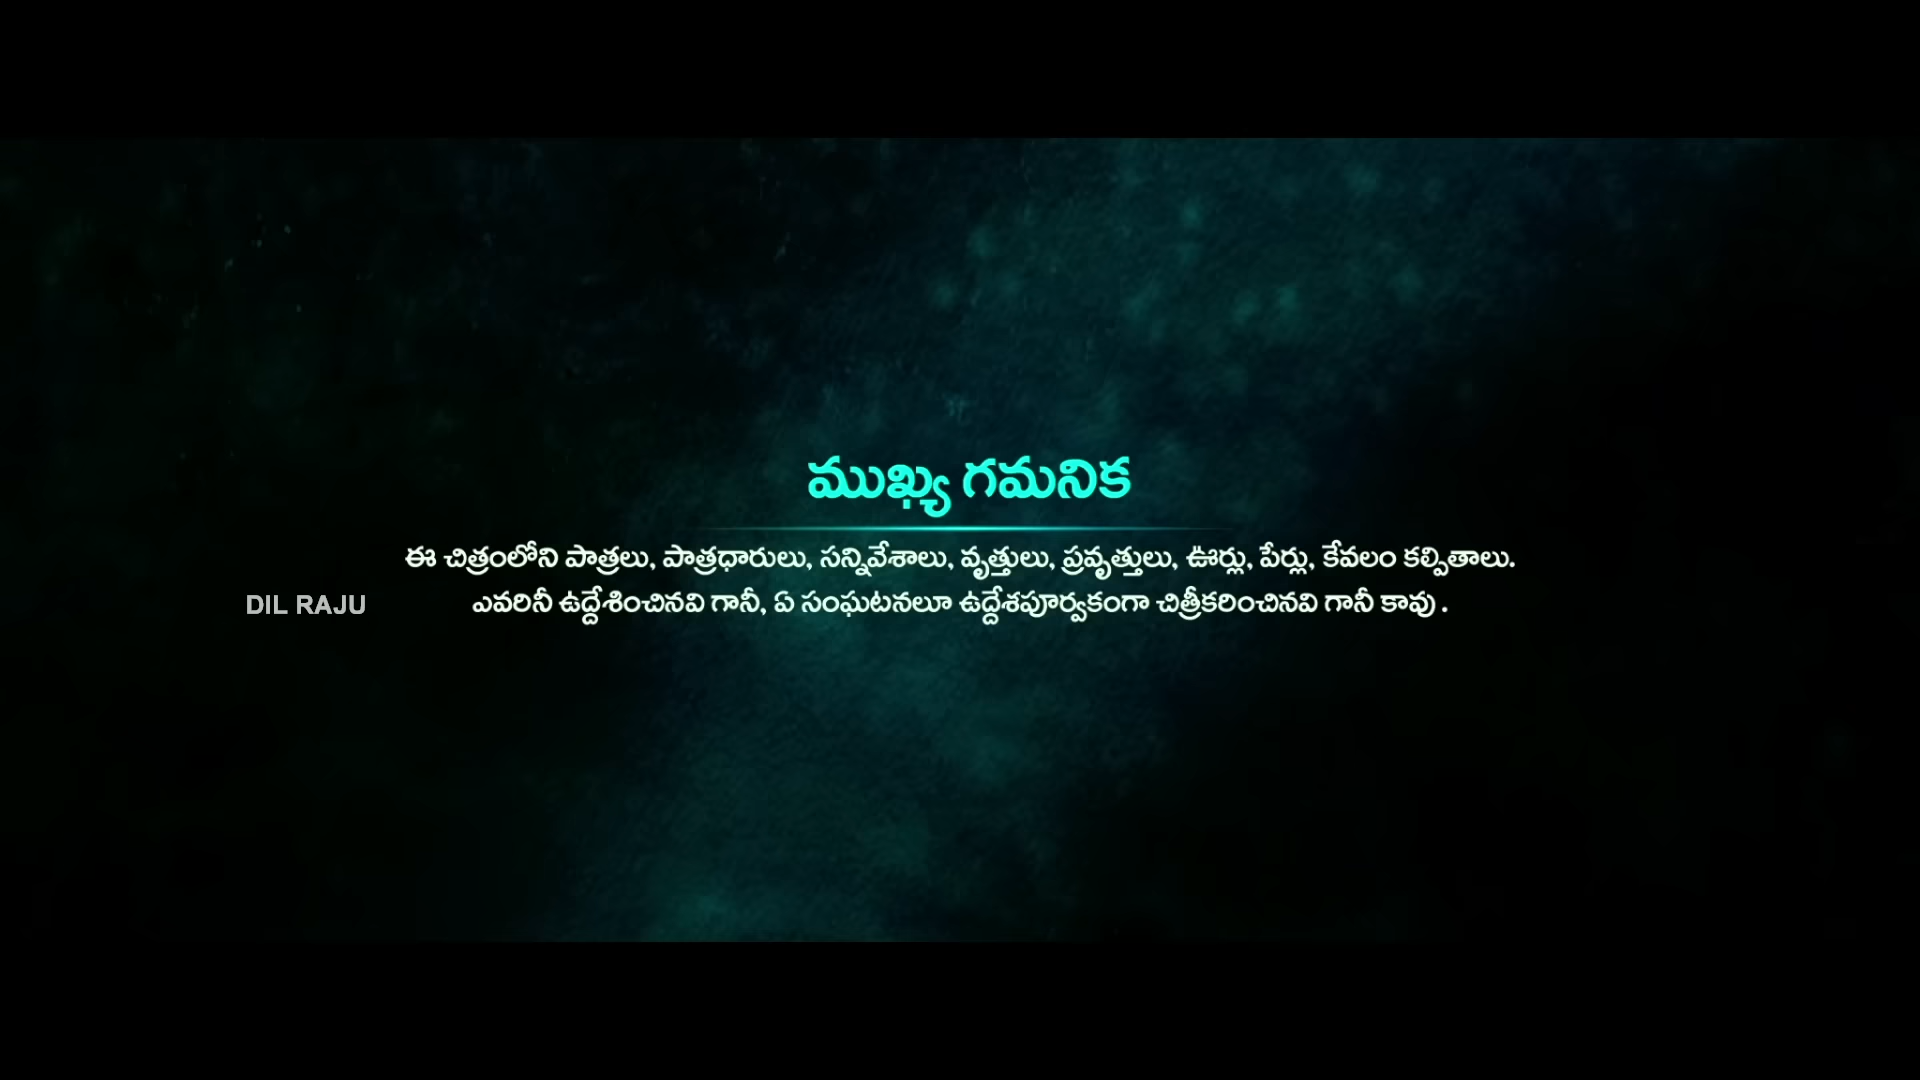 ముఖ్య గమనిక
ఈ చిత్రంలోని పాత్రలు, పాత్రధారులు, సన్నివేశాలు, వృత్తులు, ప్రవృత్తులు, ఊర్లు, పేర్లు, కేవలం కల్పితాలు.
DIL RAJU
ఎవరినీ ఉద్దేశించినవి గానీ, ఏ సంఘటనలూ ఉద్దేశపూర్వకంగా చిత్రీకరించినవి గానీ కావు .